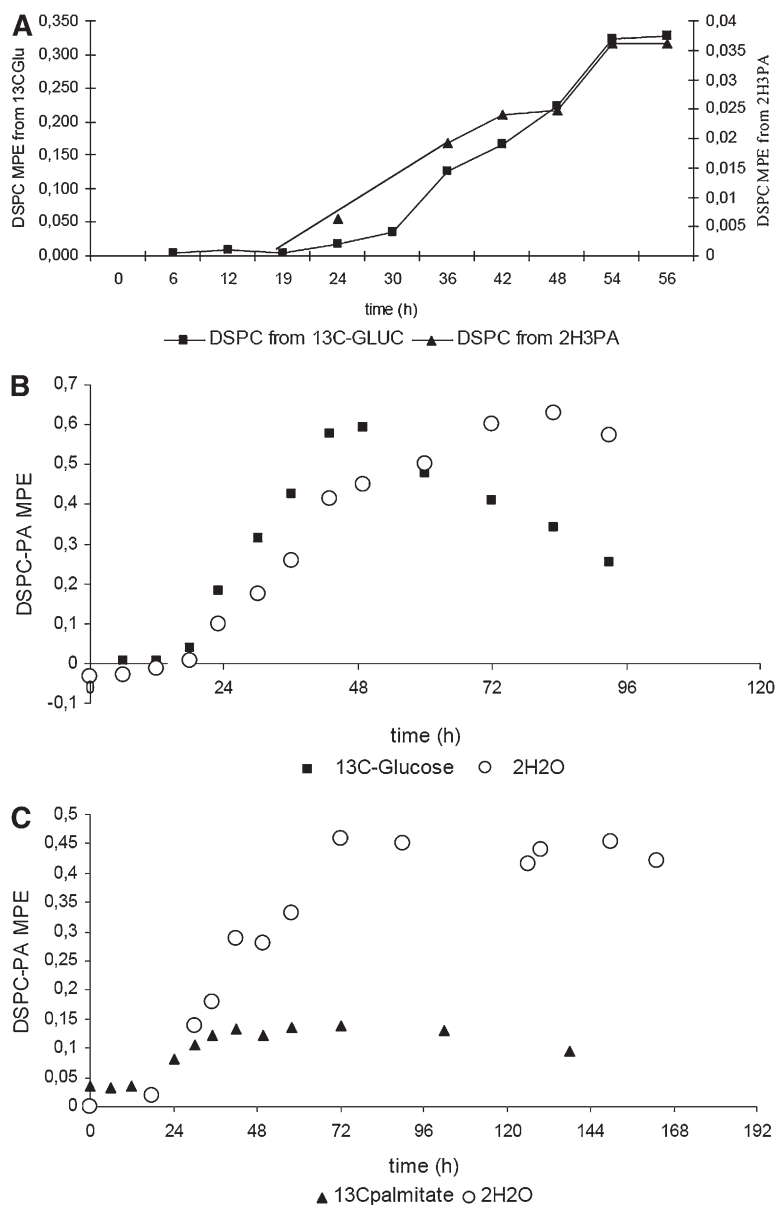 A
0,350
0,300
0,250
0,200
0,150
0,100
0,050
0,000
DSPC MPE from 13CGlu
0,04
0,035
0,03
0,025
0,02
0,015
0,01
0,005
0
DSPC MPE from 2H3PA
0 6 12 19 24 30 36 42 48 54 56
time (h)
DSPC from 13C-GLUC DSPC from 2H3PA
B
0,7
0,6
0,5
0,4
0,3
0,2
0,1
0
-0,1
DSPC-PA MPE
0 24 48 72 96 120
time (h)
13C-Glucose 2H2O
C
0,5
0,45
0,4
0,35
0,3
0,25
0,2
0,15
0,1
0,05
0
DSPC-PA MPE
0 24 48 72 96 120 144 168 192
time (h)
13Cpalmitate 2H2O